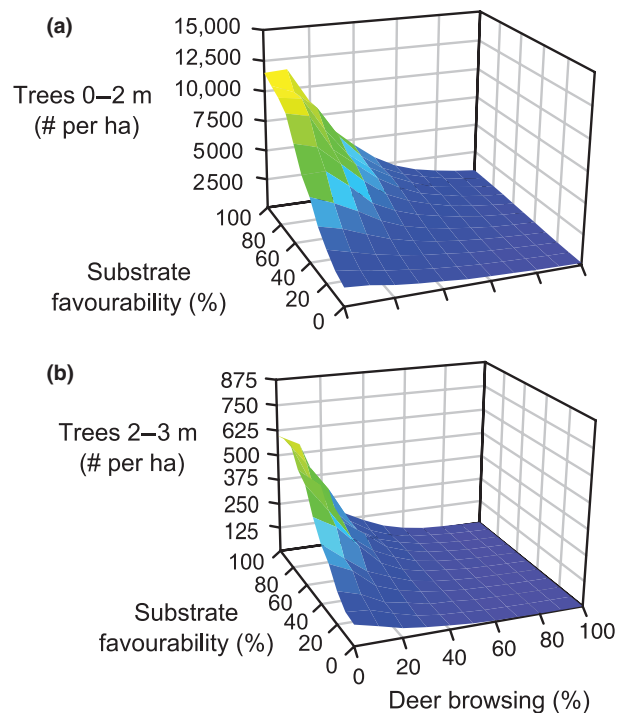 (a)
15,000
12,500
10,000
7500
5000
2500
Trees 0–2 m
(# per ha)
100
80
60
40
20
0
Substrate
favourability (%)
(b)
875
750
625
500
375
250
125
Trees 2–3 m
(# per ha)
100
80
60
40
20
0
Substrate
favourability (%)
0
20
40
60
80
100
Deer browsing (%)